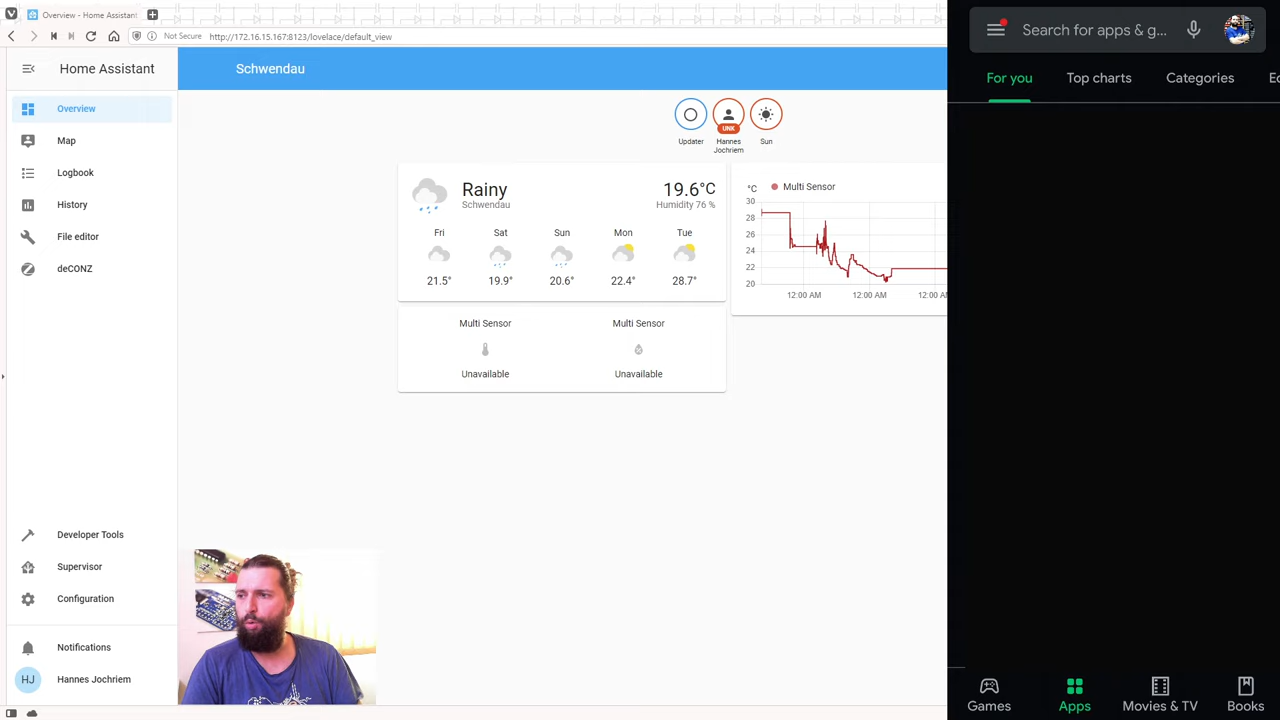 Overview - Home Assistant
Not Secure
http://172.16.15.167:8123/lovelace/default_view
Home Assistant
Schwendau
Overview
Map
Logbook
History
File editor
deCONZ
Developer Tools
Supervisor
Configuration
Notifications
HJ
Hannes Jochriem
UNK
Updater
Hannes
Jochriem
Sun
Rainy
Schwendau
19.6°C
Humidity 76 %
Fri Sat Sun Mon Tue
21.5° 19.9° 20.6° 22.4° 28.7°
Multi Sensor
Unavailable
Multi Sensor
Unavailable
°C
Multi Sensor
30
28
26
24
22
20
12:00 AM 12:00 AM 12:00 AM
Search for apps & g...
For you Top charts Categories Ec
Games Apps Movies & TV Books